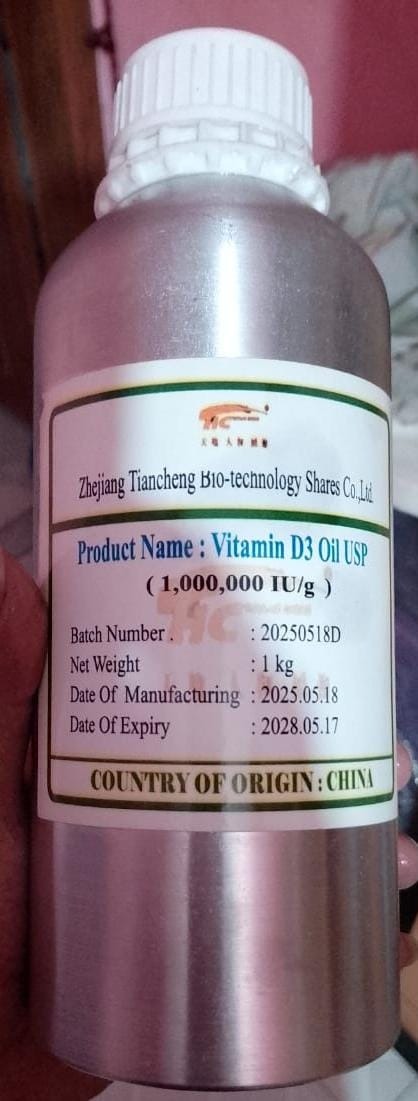 TC
Zhejiang Tiancheng Bio-technology Shares Co.,Ltd.
Product Name : Vitamin D3 Oil USP
( 1,000,000 IU/g )
Batch Number . : 20250518D
Net Weight : 1 kg
Date Of Manufacturing : 2025.05.18
Date Of Expiry : 2028.05.17
COUNTRY OF ORIGIN : CHINA